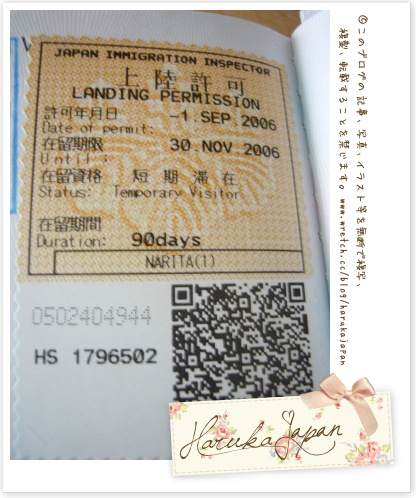 JAPAN IMMIGRATION INSPECTOR
上陸許可
LANDING PERMISSION
許可年月日 -1 SEP 2006
Date of permit:
在留期限 30 NOV 2006
Until :
在留資格 短期滞在
Status: Temporary Visitor
在留期間
Duration: 90days
NARITA(1)
0502404944
HS 1796502
©このブログの記事、写真、イラスト等を無断で複写、
複製、転載することを禁じます。www.wretch.cc/blog/harukajapan
Haruka Japan